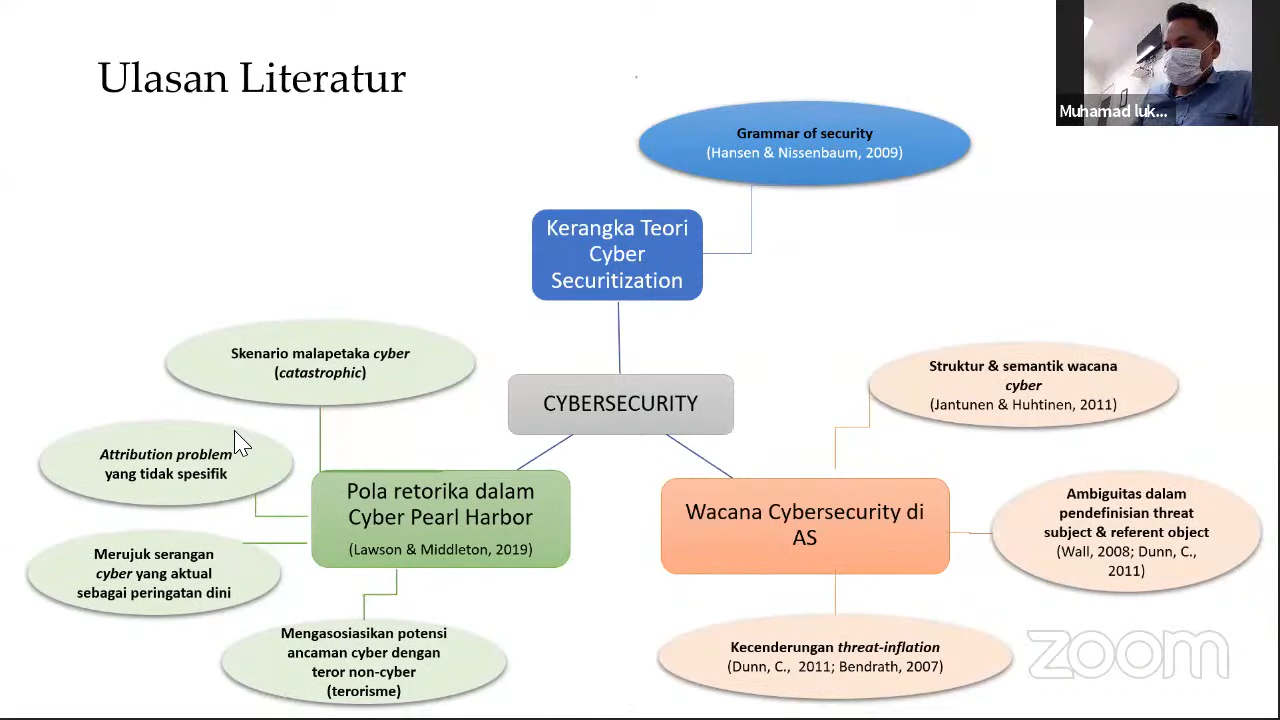 Ulasan Literatur
Muhamad luk...
Grammar of security
(Hansen & Nissenbaum, 2009)
Kerangka Teori
Cyber
Securitization
Skenario malapetaka cyber
(catastrophic)
CYBERSECURITY
Struktur & semantik wacana
cyber
(Jantunen & Huhtinen, 2011)
Attribution problem
yang tidak spesifik
Pola retorika dalam
Cyber Pearl Harbor
(Lawson & Middleton, 2019)
Wacana Cybersecurity di
AS
Ambiguitas dalam
pendefinisian threat
subject & referent object
(Wall, 2008; Dunn, C.,
2011)
Merujuk serangan
cyber yang aktual
sebagai peringatan dini
Mengasosiasikan potensi
ancaman cyber dengan
teror non-cyber
(terorisme)
Kecenderungan threat-inflation
(Dunn, C., 2011; Bendrath, 2007)
zoom